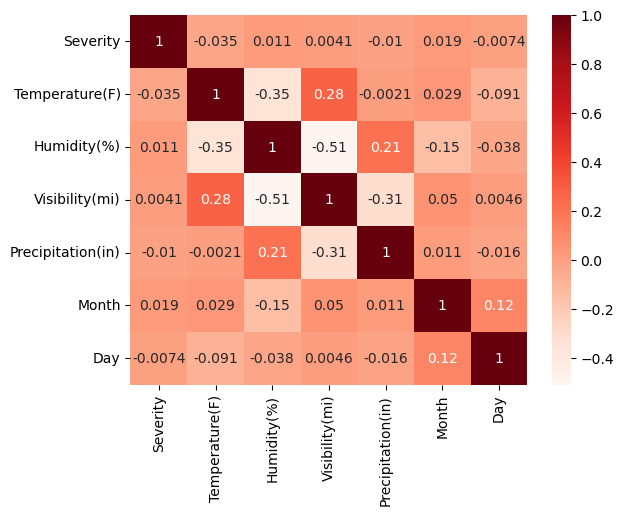 Severity 1 -0.035 0.011 0.0041 -0.01 0.019 -0.0074
Temperature(F) -0.035 1 -0.35 0.28 -0.0021 0.029 -0.091
Humidity(%) 0.011 -0.35 1 -0.51 0.21 -0.15 -0.038
Visibility(mi) 0.0041 0.28 -0.51 1 -0.31 0.05 0.0046
Precipitation(in) -0.01 -0.0021 0.21 -0.31 1 0.011 -0.016
Month 0.019 0.029 -0.15 0.05 0.011 1 0.12
Day -0.0074 -0.091 -0.038 0.0046 -0.016 0.12 1
Severity
Temperature(F)
Humidity(%)
Visibility(mi)
Precipitation(in)
Month
Day
1.0
0.8
0.6
0.4
0.2
0.0
−0.2
−0.4